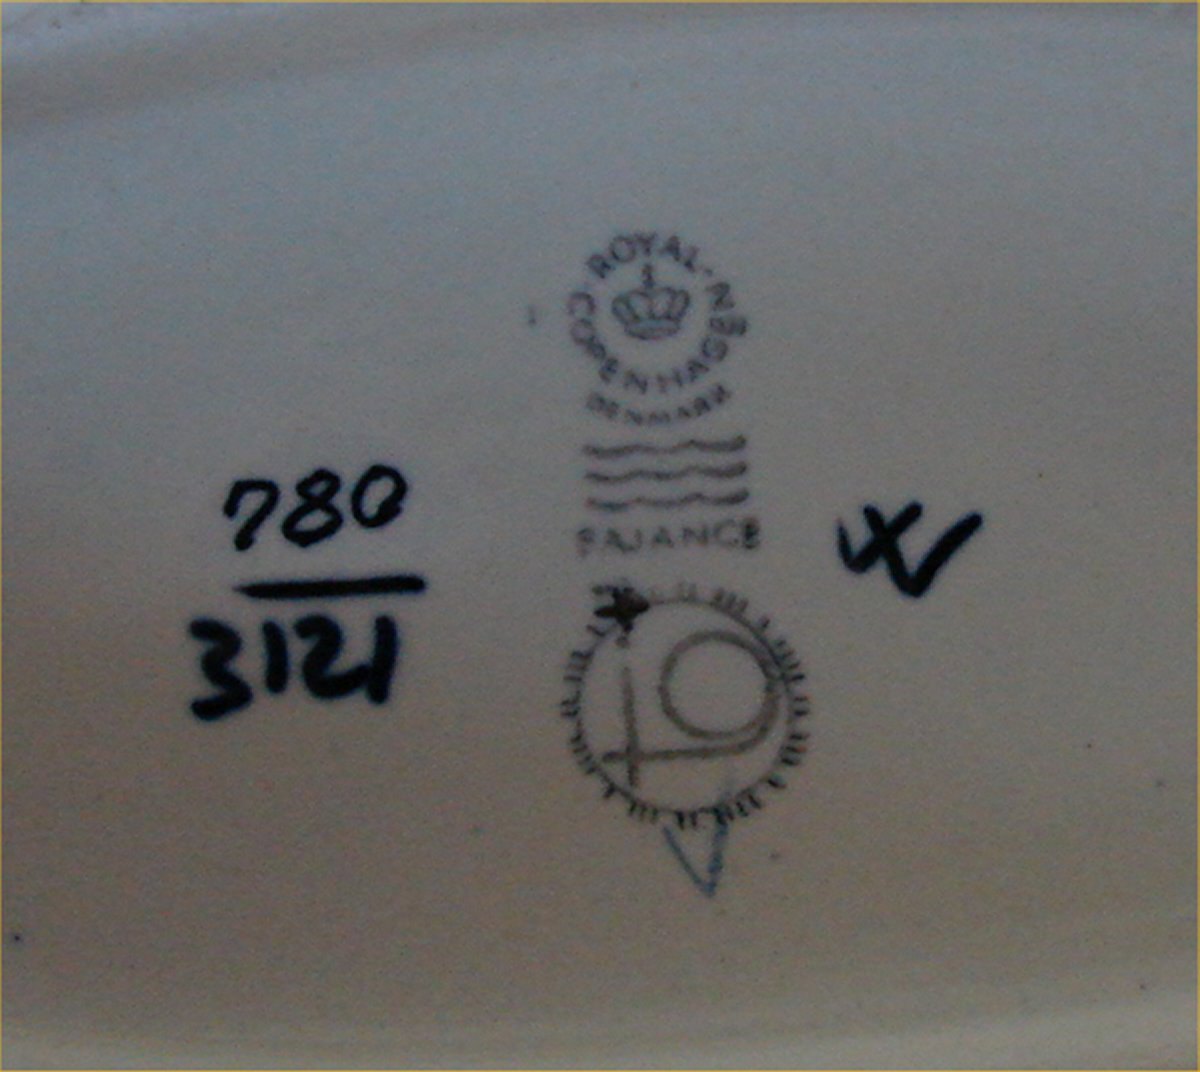 ROYAL
COPENHAGEN
DENMARK
FAJANCE
780
3121